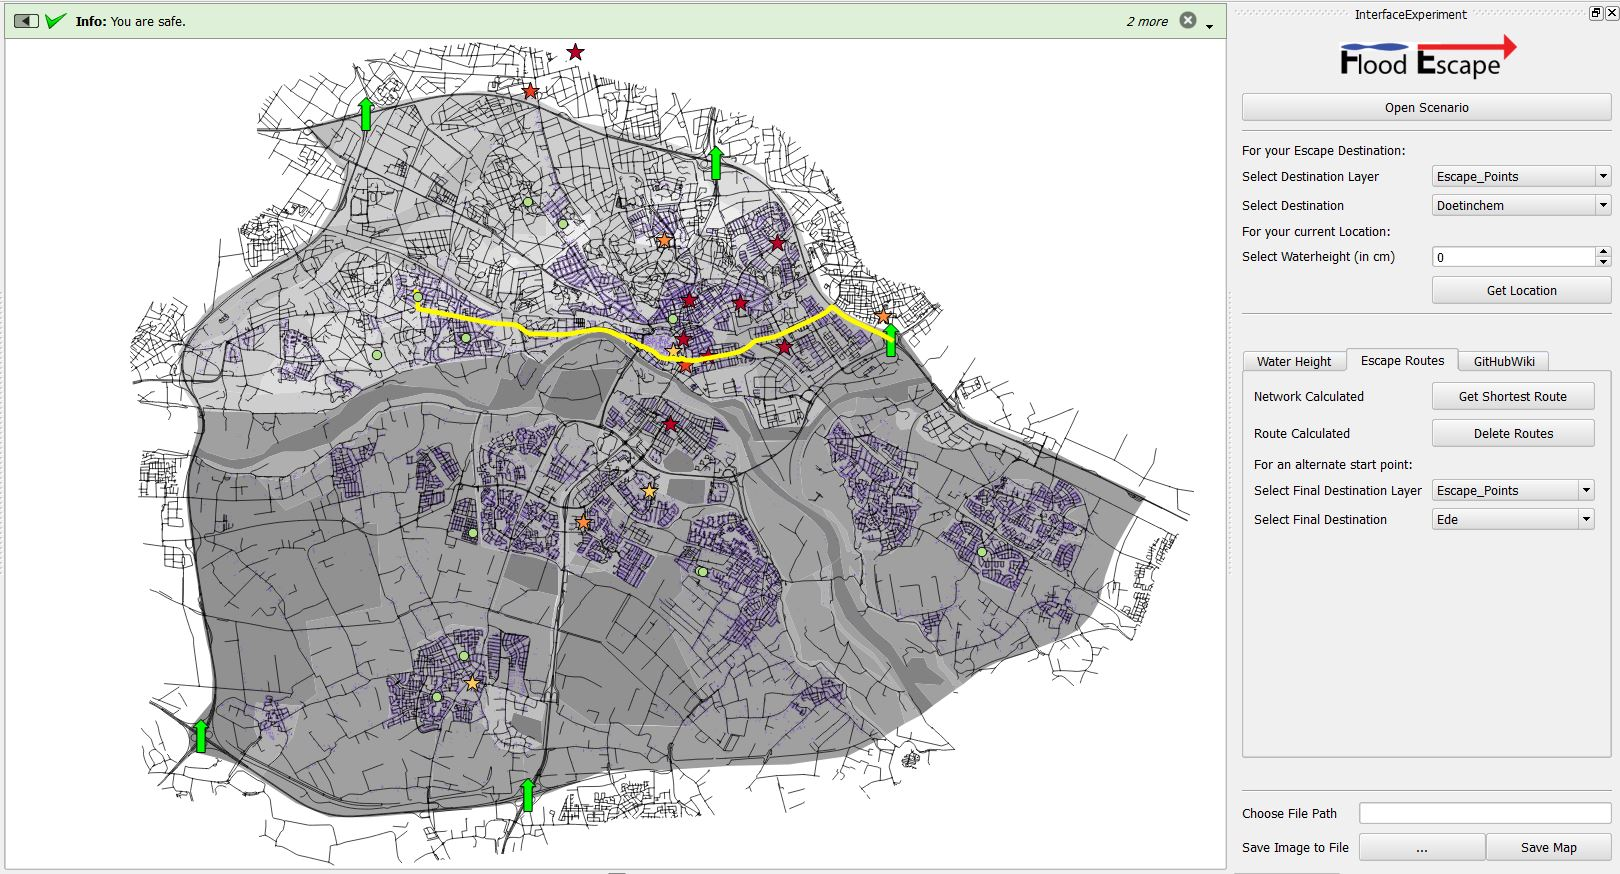 Info: You are safe.
2 more
InterfaceExperiment
Flood Escape
Open Scenario
For your Escape Destination:
Select Destination Layer
Escape_Points
Select Destination
Doetinchem
For your current Location:
Select Waterheight (in cm)
0
Get Location
Water Height
Escape Routes
GitHubWiki
Network Calculated
Get Shortest Route
Route Calculated
Delete Routes
For an alternate start point:
Select Final Destination Layer
Escape_Points
Select Final Destination
Ede
Choose File Path
Save Image to File
...
Save Map